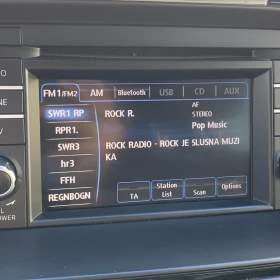 FM1/FM2 AM Bluetooth USB CD AUX
SWR1 RP
RPR1.
SWR3
hr3
FFH
REGNBOGN
ROCK R.
AF
STEREO
Pop Music
ROCK RADIO - ROCK JE SLUSNA MUZI
KA
TA
Station
List
Scan
Options
POWER